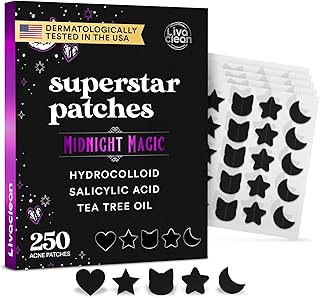 DERMATOLOGICALLY
TESTED IN THE USA
Liva
clean
superstar
patches
MIDNIGHT MAGIC
HYDROCOLLOID
SALICYLIC ACID
TEA TREE OIL
250
ACNE PATCHES
Livaclean